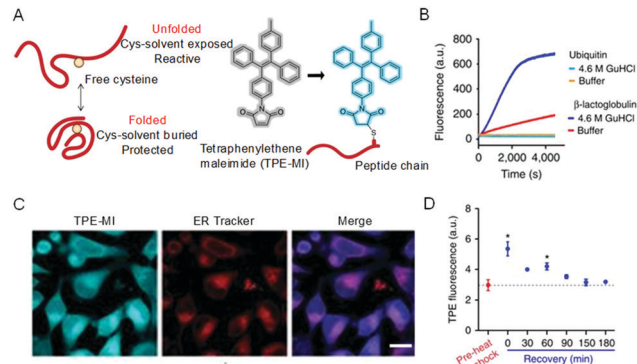 A
Unfolded
Cys-solvent exposed
Reactive
Free cysteine
Folded
Cys-solvent buried
Protected
N
O
O
N
O
O
S
Tetraphenylethene
maleimide (TPE-MI)
Peptide chain
B
Fluorescence (a.u.)
800
600
400
200
0
0
2,000
4,000
Time (s)
Ubiquitin
4.6 M GuHCl
Buffer
β-lactoglobulin
4.6 M GuHCl
Buffer
C
TPE-MI
ER Tracker
Merge
D
TPE fluorescence (a.u.)
8
6
4
2
0
*
*
Pre-heat
shock
0
30
60
90
150
180
Recovery (min)